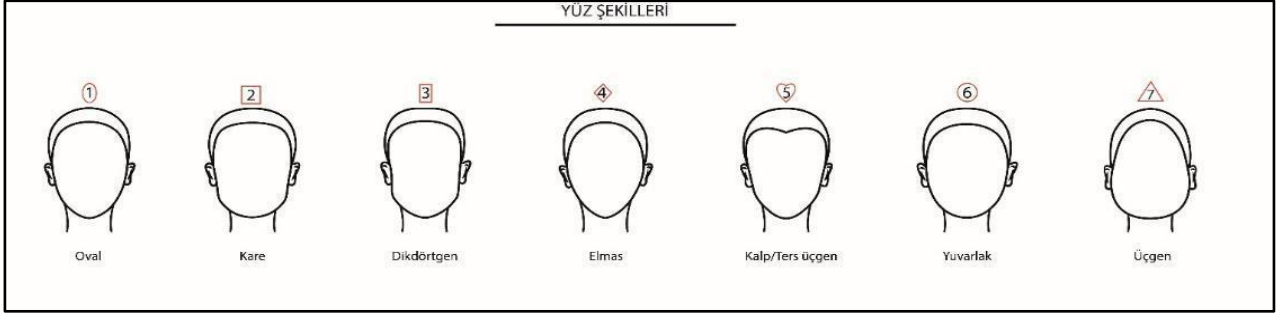 YÜZ ŞEKİLLERİ
1 2 3 4 5 6 7
Oval Kare Dikdörtgen Elmas Kalp/Ters üçgen Yuvarlak Üçgen